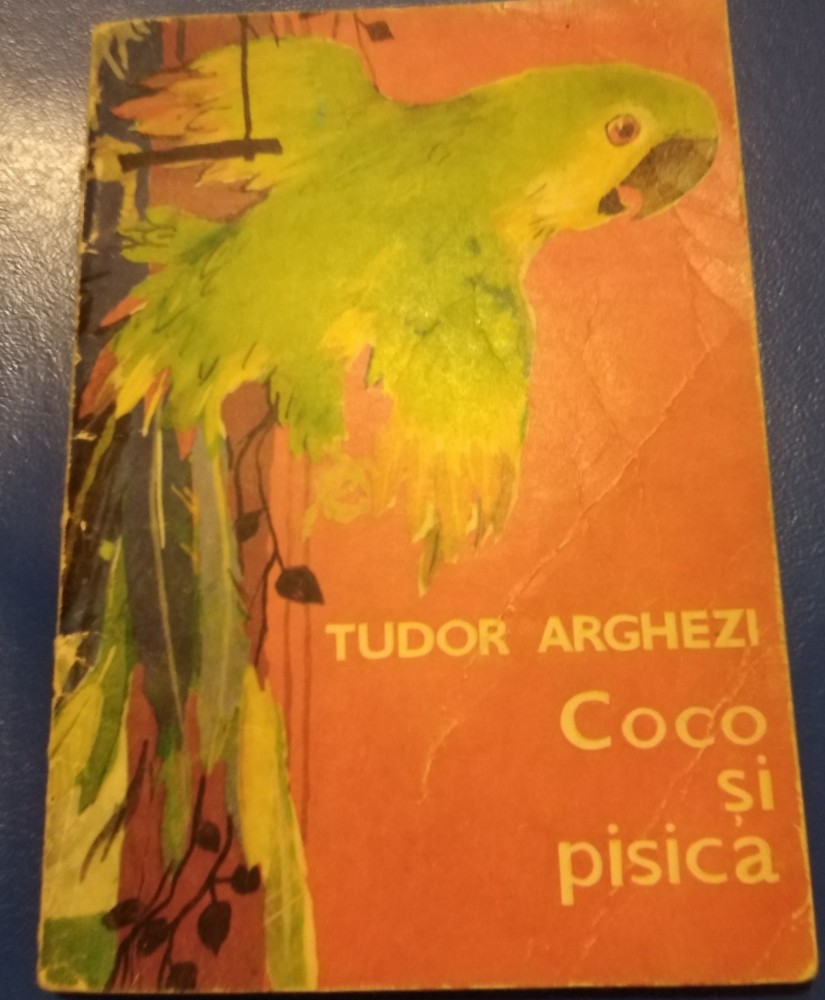 TUDOR ARGHEZI
Coco
și
pisica